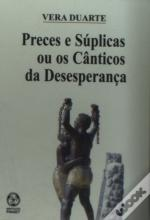 VERA DUARTE
Preces e Súplicas
ou os Cânticos
da Desesperança